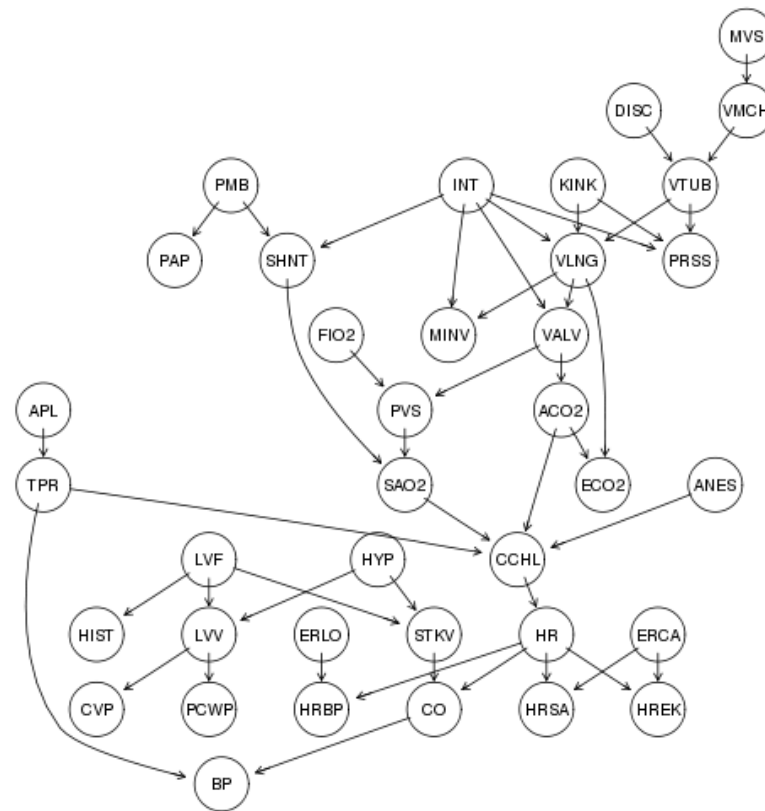 MVS
DISC VMCH
PMB INT KINK VTUB
PAP SHNT VLNG PRSS
FIO2 MINV VALV
APL PVS ACO2
TPR SAO2 ECO2 ANES
LVF HYP CCHL
HIST LVV ERLO STKV HR ERCA
CVP PCWP HRBP CO HRSA HREK
BP